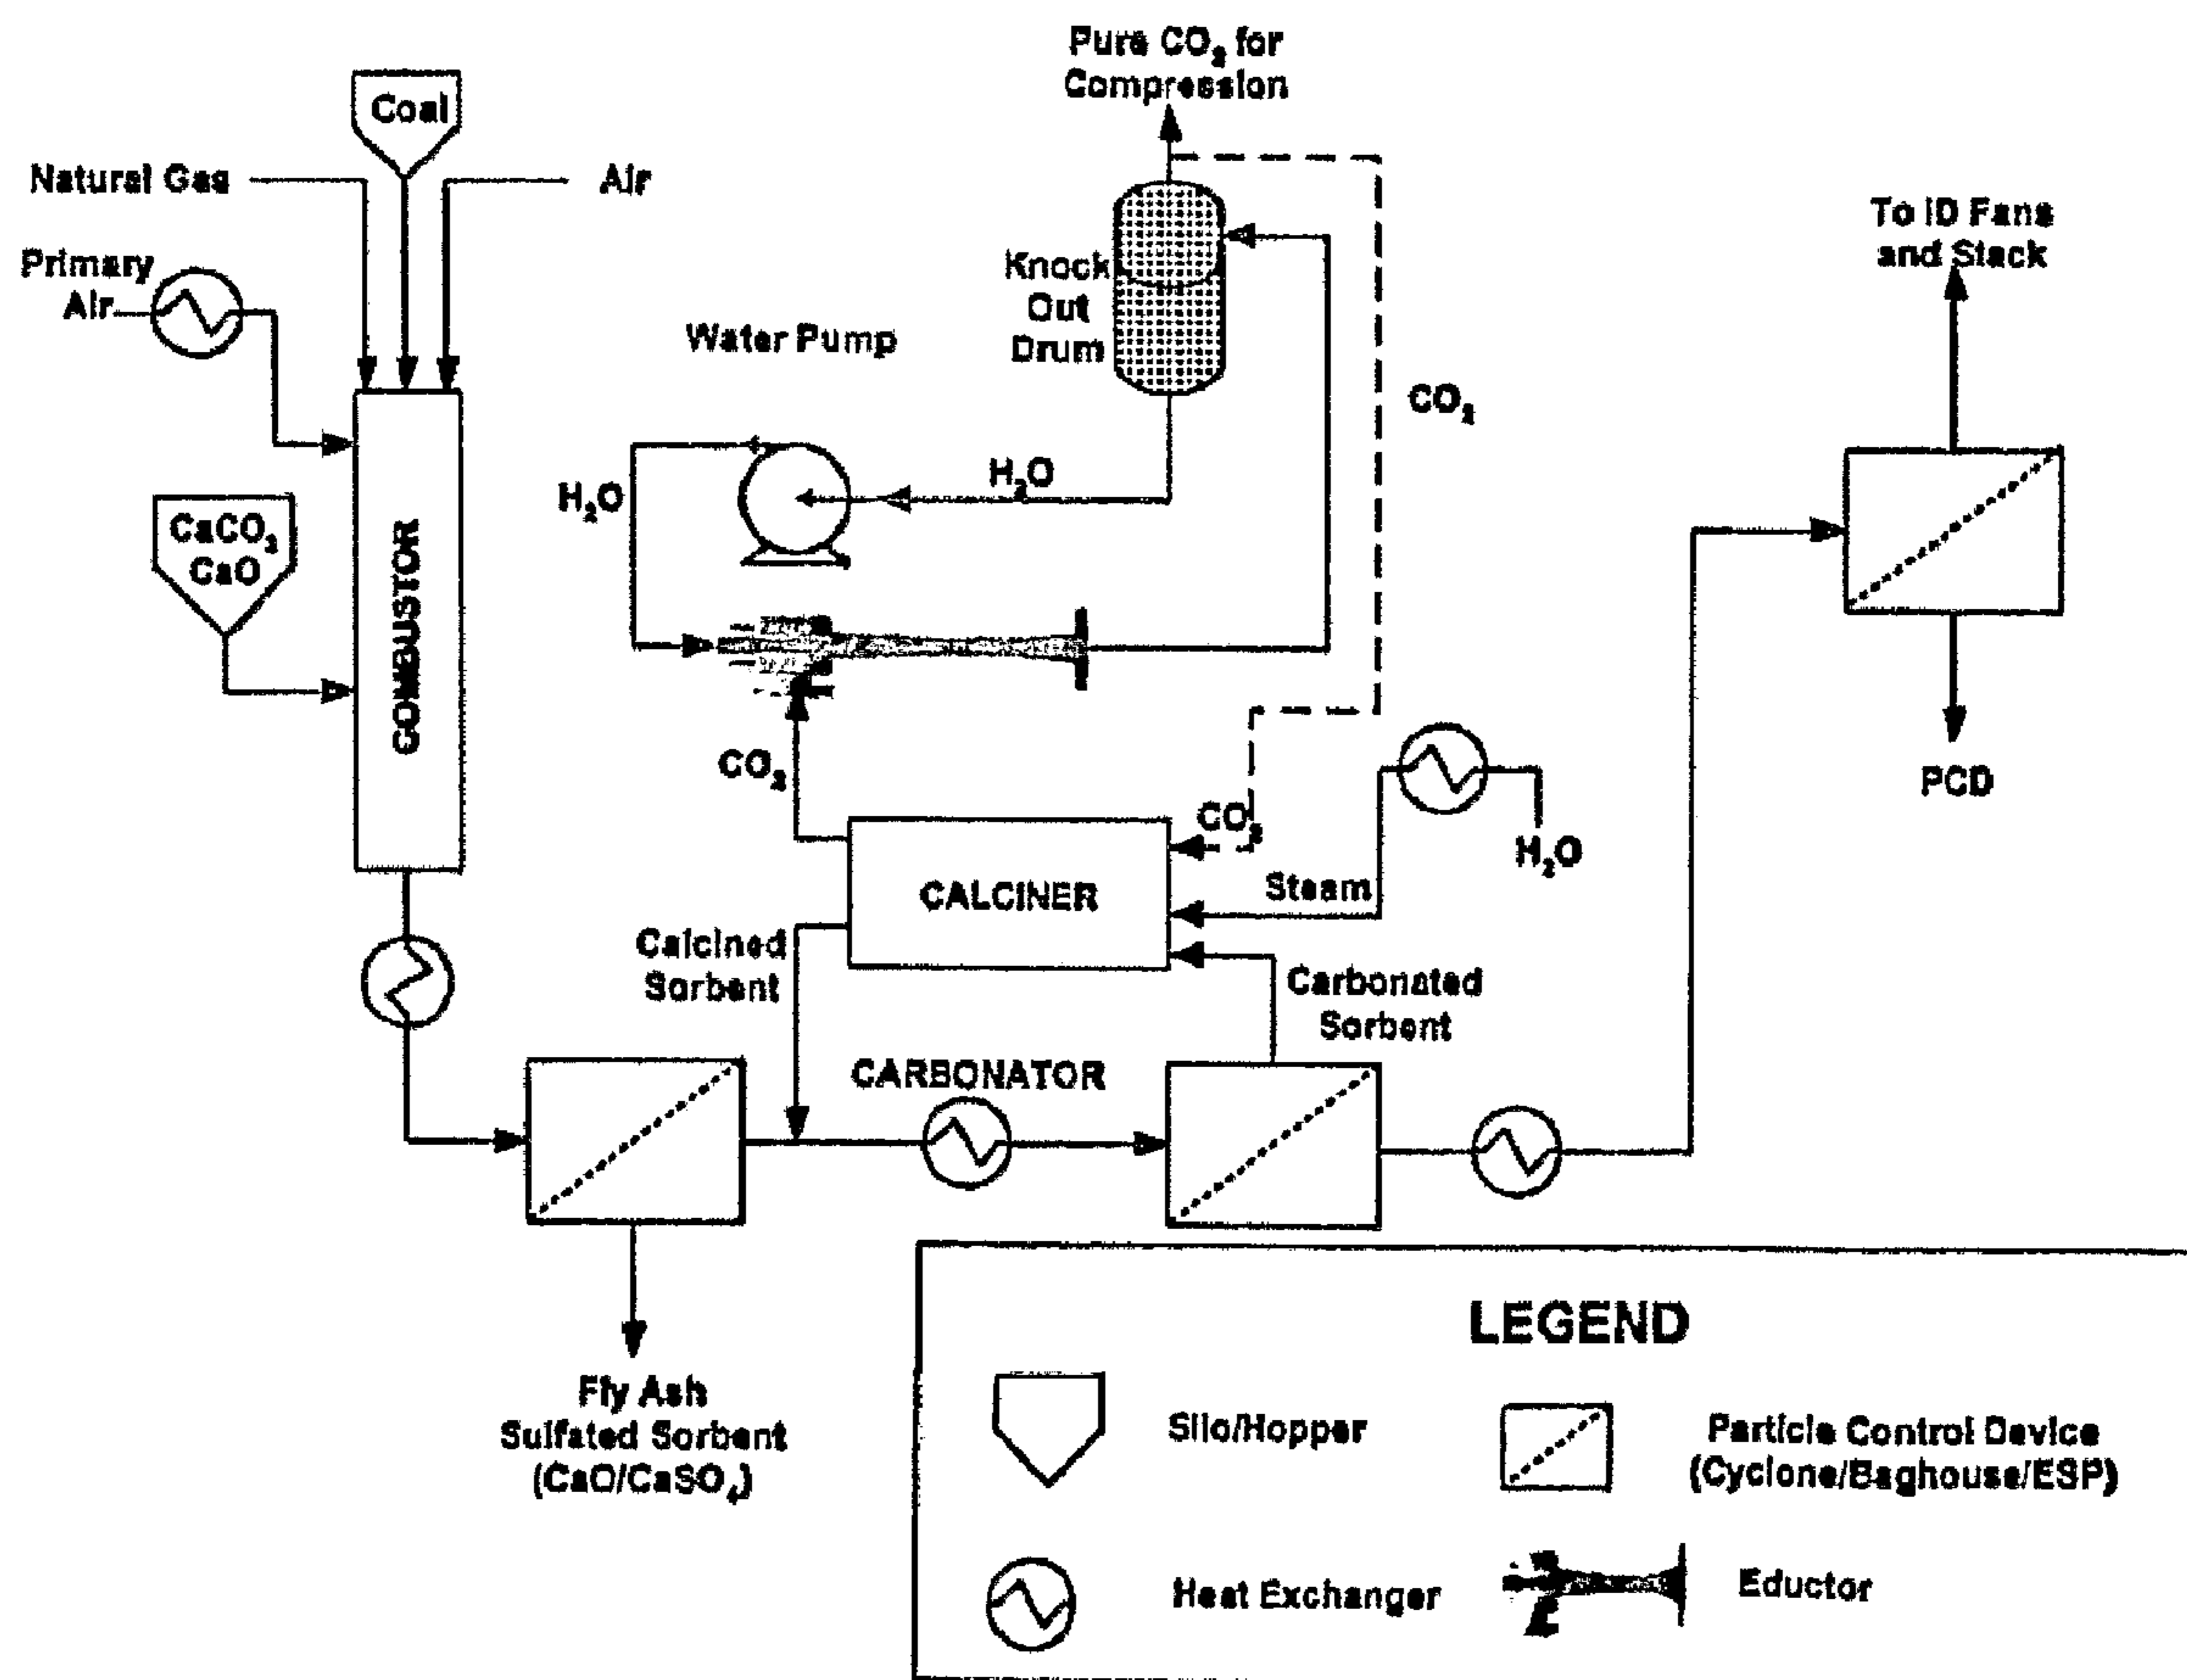 Pure CO₂ for
Compression
Coal
Natural Gas
Air
Primary
Air
To ID Fans
and Stack
Knock
Out
Drum
Water Pump
CO₂
H₂O
H₂O
CaCO₃
CaO
COMBUSTOR
CO₂
CO₂
PCD
H₂O
Steam
CALCINER
Calcined
Sorbent
Carbonated
Sorbent
CARBONATOR
Fly Ash
Sulfated Sorbent
(CaO/CaSO₄)
LEGEND
Silo/Hopper
Particle Control Device
(Cyclone/Baghouse/ESP)
Heat Exchanger
Eductor